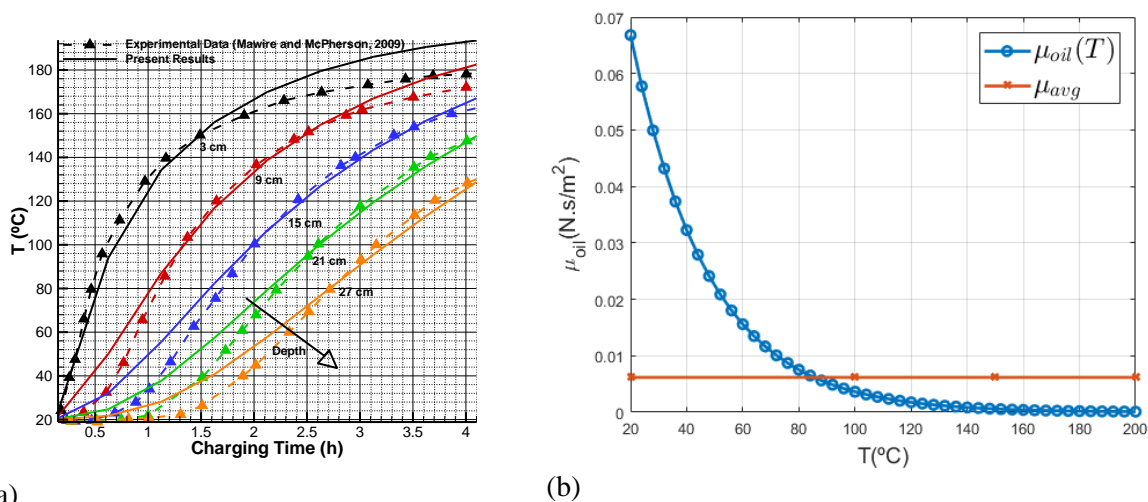 Experimental Data (Mawire and McPherson, 2009)
Present Results
T (ºC)
180
160
140
120
100
80
60
40
20
3 cm
9 cm
15 cm
21 cm
27 cm
Depth
0.5 1 1.5 2 2.5 3 3.5 4
Charging Time (h)
a)
0.07
0.06
0.05
0.04
0.03
0.02
0.01
0
μoil(N.s/m²)
μoil(T)
μavg
20 40 60 80 100 120 140 160 180 200
T(ºC)
(b)